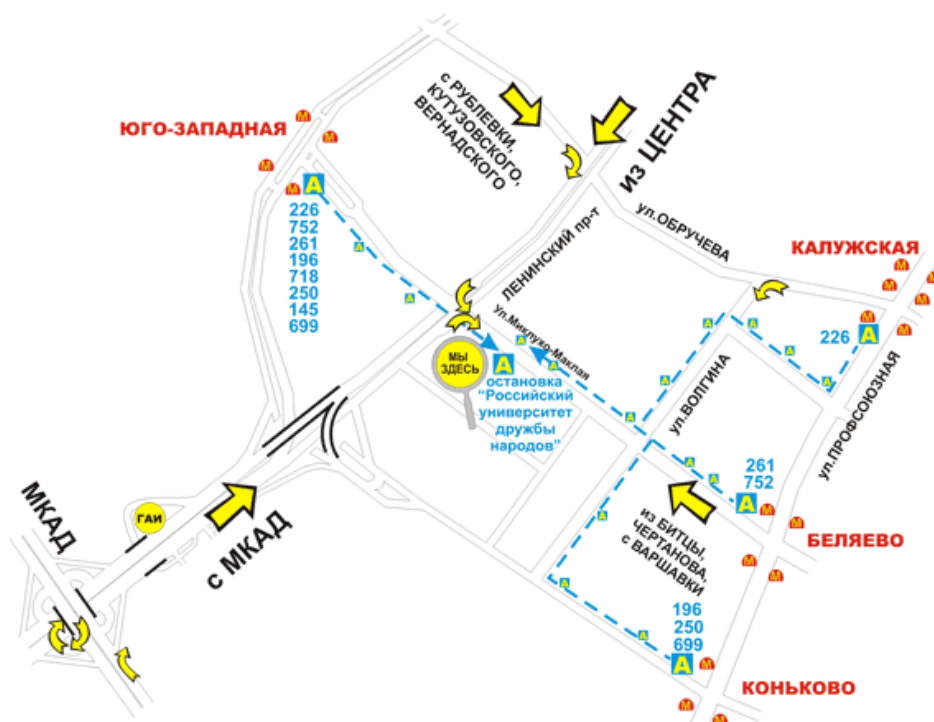 с РУБЛЕВКИ,
КУТУЗОВСКОГО,
ВЕРНАДСКОГО
из ЦЕНТРА
ЮГО-ЗАПАДНАЯ
М
М
М
М
А
226
752
261
196
718
250
145
699
А
А
ЛЕНИНСКИЙ пр-т
ул.ОБРУЧЕВА
КАЛУЖСКАЯ
М
М
М
М
М
226
А
А
А
А
А
ул.Миклухо-Маклая
А
А
МЫ
ЗДЕСЬ
А
остановка
"Российский
университет
дружбы
народов"
ул.ВОЛГИНА
ул.ПРОФСОЮЗНАЯ
А
А
А
261
752
А
М
М
БЕЛЯЕВО
М
М
из БИТЦЫ,
ЧЕРТАНОВА,
с ВАРШАВКИ
А
А
А
196
250
699
А
М
М
М
КОНЬКОВО
МКАД
ГАИ
с МКАД